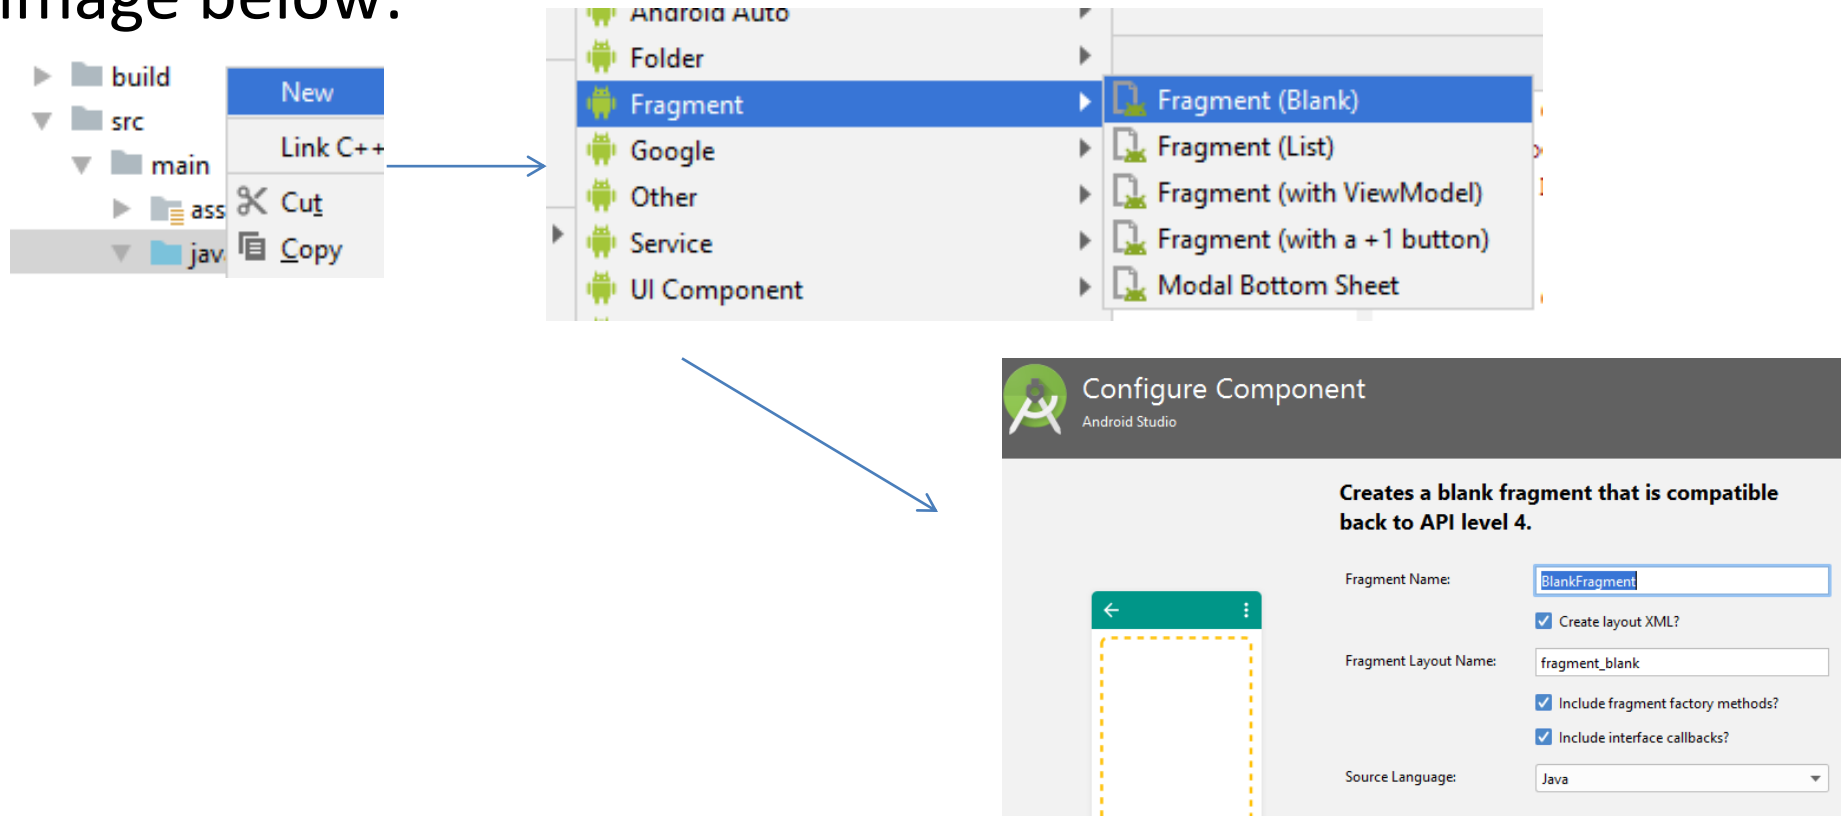 image below:
build
src
main
ass
jav
New
Link C++
Cut
Copy
Android Auto
Folder
Fragment
Google
Other
Service
UI Component
Fragment (Blank)
Fragment (List)
Fragment (with ViewModel)
Fragment (with a +1 button)
Modal Bottom Sheet
Configure Component
Android Studio
Creates a blank fragment that is compatible
back to API level 4.
Fragment Name:
BlankFragment
Create layout XML?
Fragment Layout Name:
fragment_blank
Include fragment factory methods?
Include interface callbacks?
Source Language:
Java